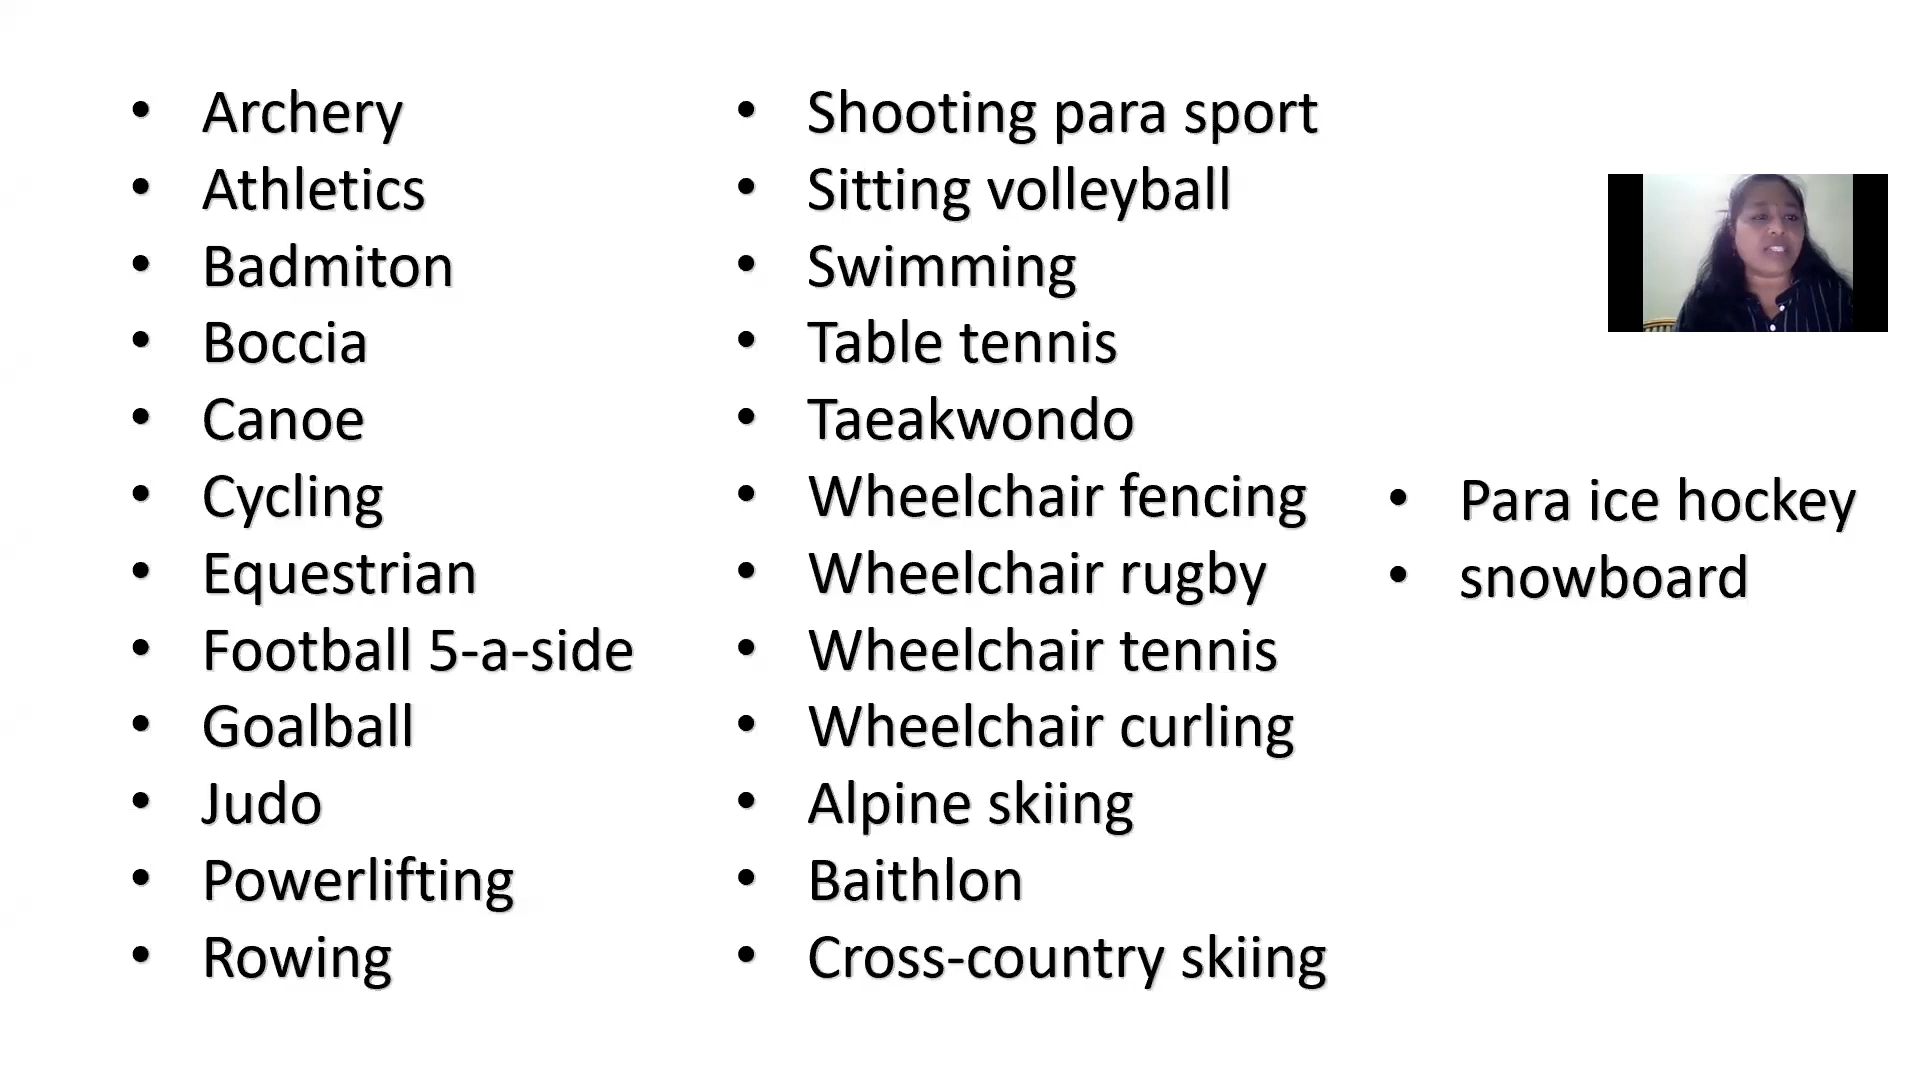 Archery
Athletics
Badmiton
Boccia
Canoe
Cycling
Equestrian
Football 5-a-side
Goalball
Judo
Powerlifting
Rowing
Shooting para sport
Sitting volleyball
Swimming
Table tennis
Taeakwondo
Wheelchair fencing
Wheelchair rugby
Wheelchair tennis
Wheelchair curling
Alpine skiing
Baithlon
Cross-country skiing
Para ice hockey
snowboard